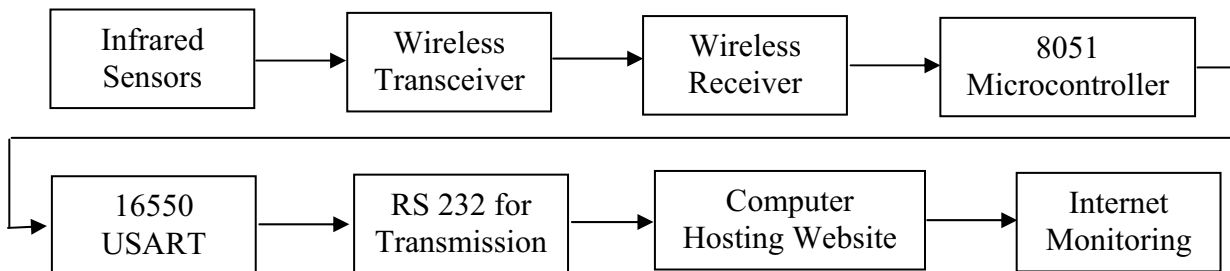 Infrared
Sensors
Wireless
Transceiver
Wireless
Receiver
8051
Microcontroller
16550
USART
RS 232 for
Transmission
Computer
Hosting Website
Internet
Monitoring